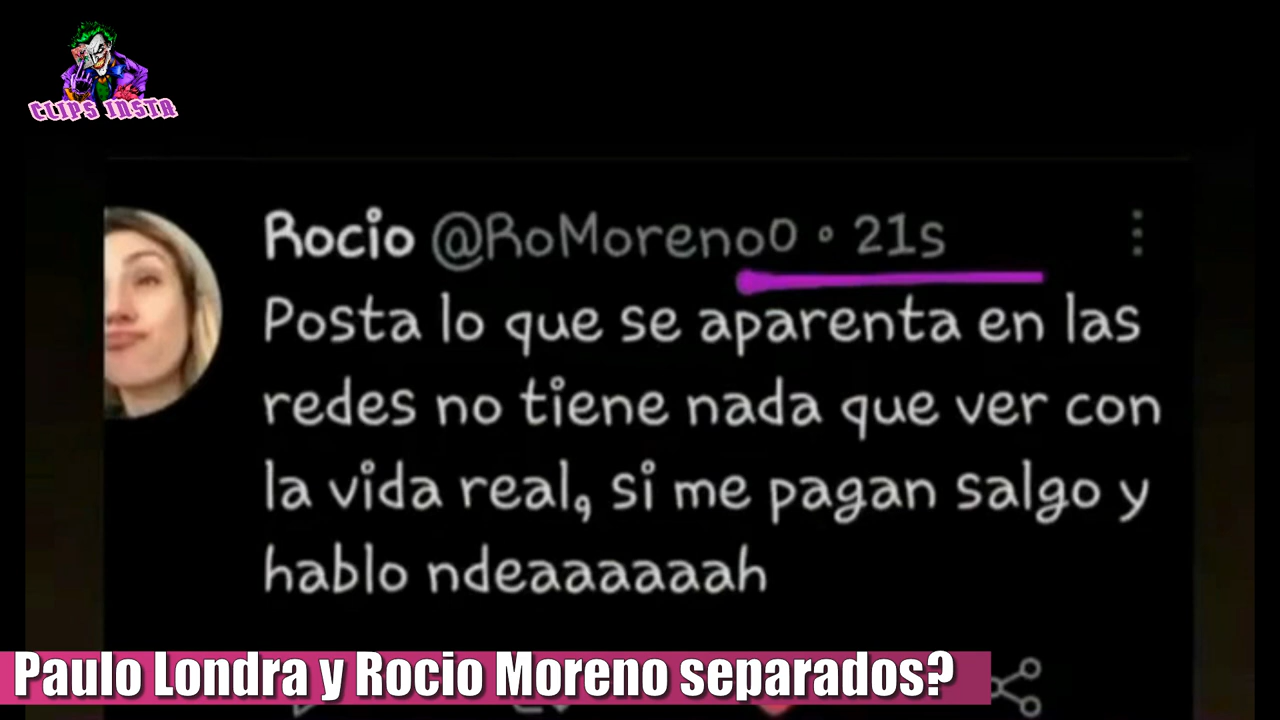 CLIPS INSTA
Rocio @RoMoreno0 • 21s
Posta lo que se aparenta en las
redes no tiene nada que ver con
la vida real, si me pagan salgo y
hablo ndeaaaaaah
Paulo Londra y Rocio Moreno separados?